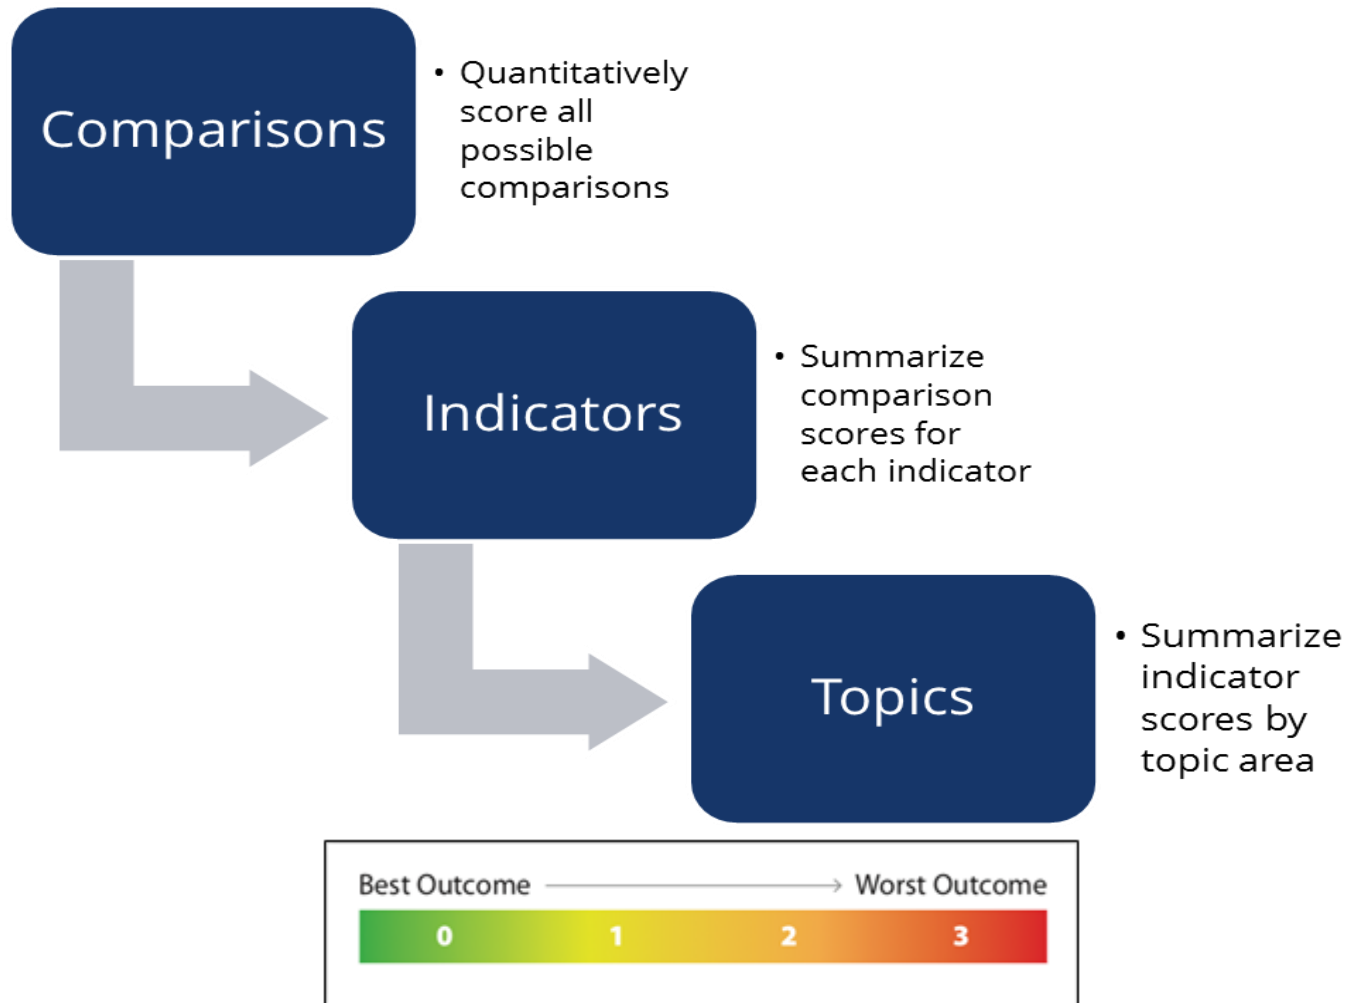 Comparisons
• Quantitatively
score all
possible
comparisons
Indicators
• Summarize
comparison
scores for
each indicator
Topics
• Summarize
indicator
scores by
topic area
Best Outcome Worst Outcome
0 1 2 3